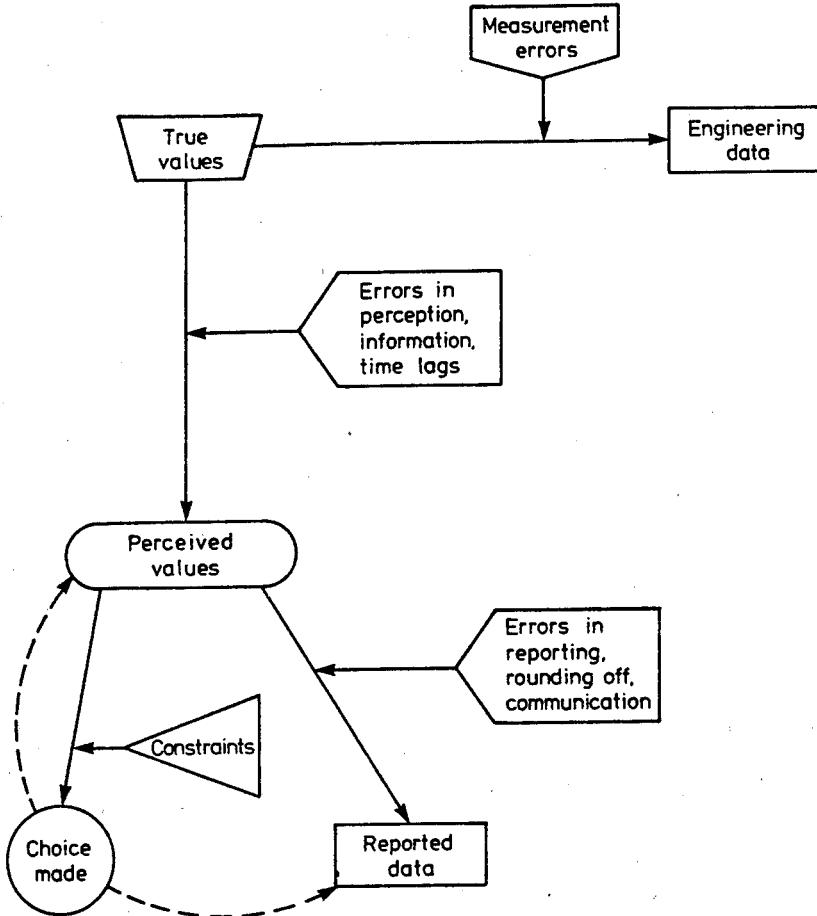 Measurement
errors
True
values
Engineering
data
Errors in
perception,
information,
time lags
Perceived
values
Errors in
reporting,
rounding off,
communication
Constraints
Choice
made
Reported
data